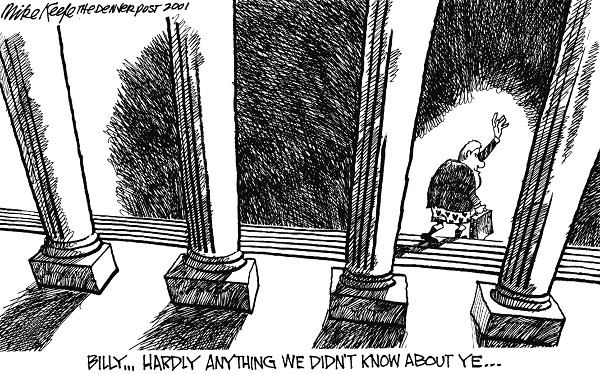 Mike Keefe THE DENVER POST 2001
BILLY,,, HARDLY ANYTHING WE DIDN'T KNOW ABOUT YE...